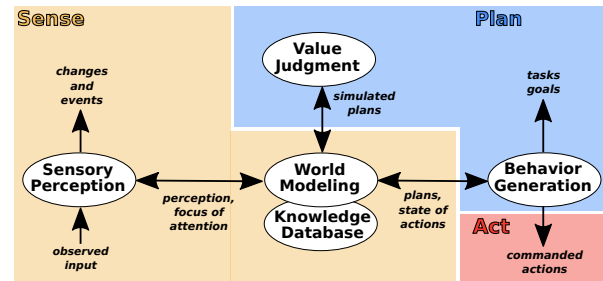 Sense
Plan
Value
Judgment
changes
and
events
simulated
plans
tasks
goals
Sensory
Perception
World
Modeling
Behavior
Generation
perception,
focus of
attention
plans,
state of
actions
Knowledge
Database
observed
input
Act
commanded
actions